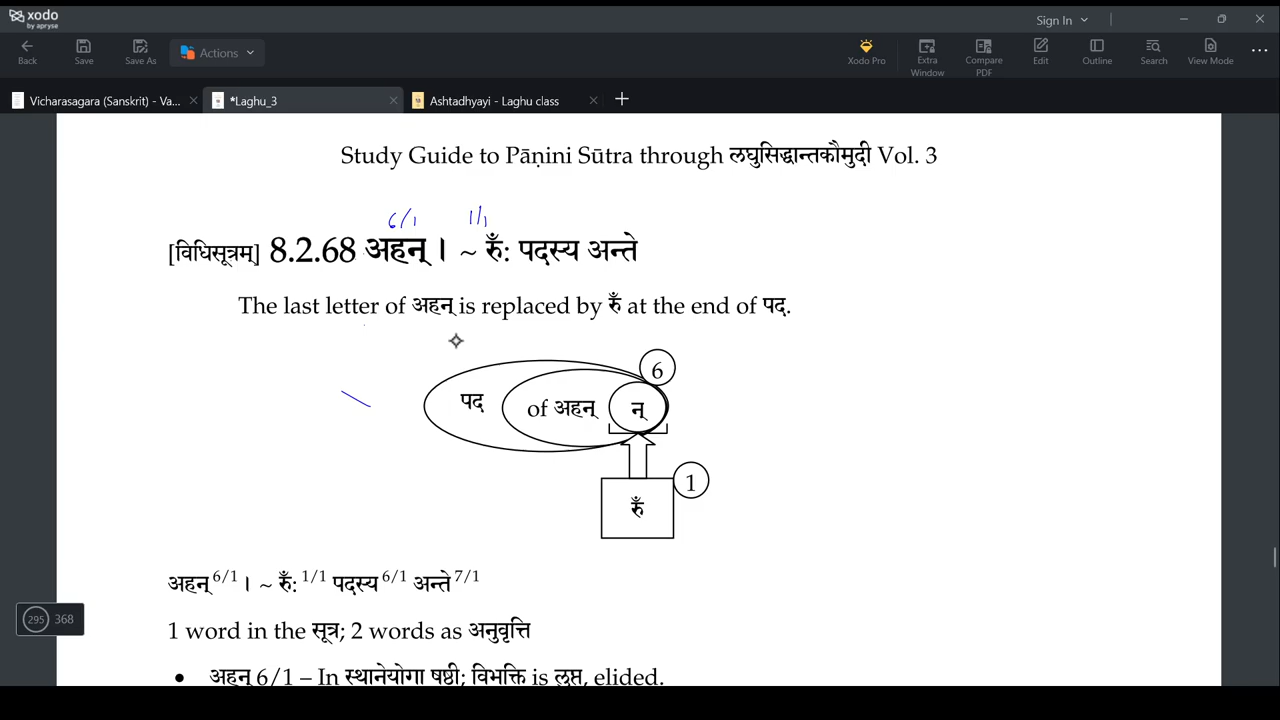 xodo
by apryse
Sign In
Back
Save
Save As
Actions
Xodo Pro
Extra Window
Compare PDF
Edit
Outline
Search
View Mode
Vicharasagara (Sanskrit) - Va...
*Laghu_3
Ashtadhyayi - Laghu class
Study Guide to Pāṇini Sūtra through लघुसिद्धान्तकौमुदी Vol. 3
6/1 1/1
[विधिसूत्रम्] 8.2.68 अहन् । ~ रुँ: पदस्य अन्ते
The last letter of अहन् is replaced by रुँ at the end of पद.
6
पद of अहन् न्
1
रुँ
अहन् 6/1 । ~ रुँ: 1/1 पदस्य 6/1 अन्ते 7/1
295 368
1 word in the सूत्र; 2 words as अनुवृत्ति
• अहन् 6/1 – In स्थानेयोगा षष्ठी; विभक्ति is लुप्त, elided.